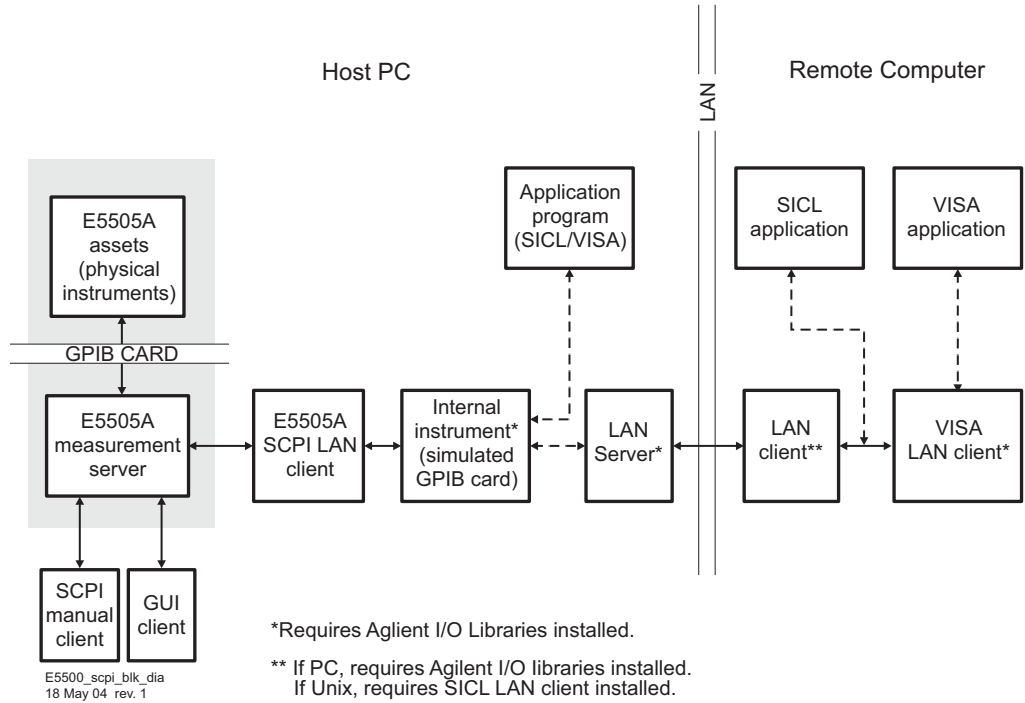 Host PC
Remote Computer
LAN
E5505A
assets
(physical
instruments)
Application
program
(SICL/VISA)
SICL
application
VISA
application
GPIB CARD
E5505A
measurement
server
E5505A
SCPI LAN
client
Internal
instrument*
(simulated
GPIB card)
LAN
Server*
LAN
client**
VISA
LAN client*
SCPI
manual
client
GUI
client
*Requires Aglient I/O Libraries installed.
** If PC, requires Agilent I/O libraries installed.
If Unix, requires SICL LAN client installed.
E5500_scpi_blk_dia
18 May 04 rev. 1